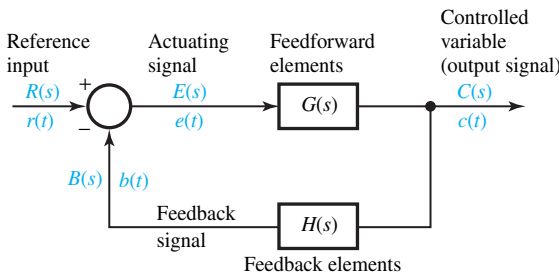 Reference
input
Actuating
signal
Feedforward
elements
Controlled
variable
(output signal)
R(s)
r(t)
+
−
E(s)
e(t)
G(s)
C(s)
c(t)
B(s)
b(t)
Feedback
signal
H(s)
Feedback elements